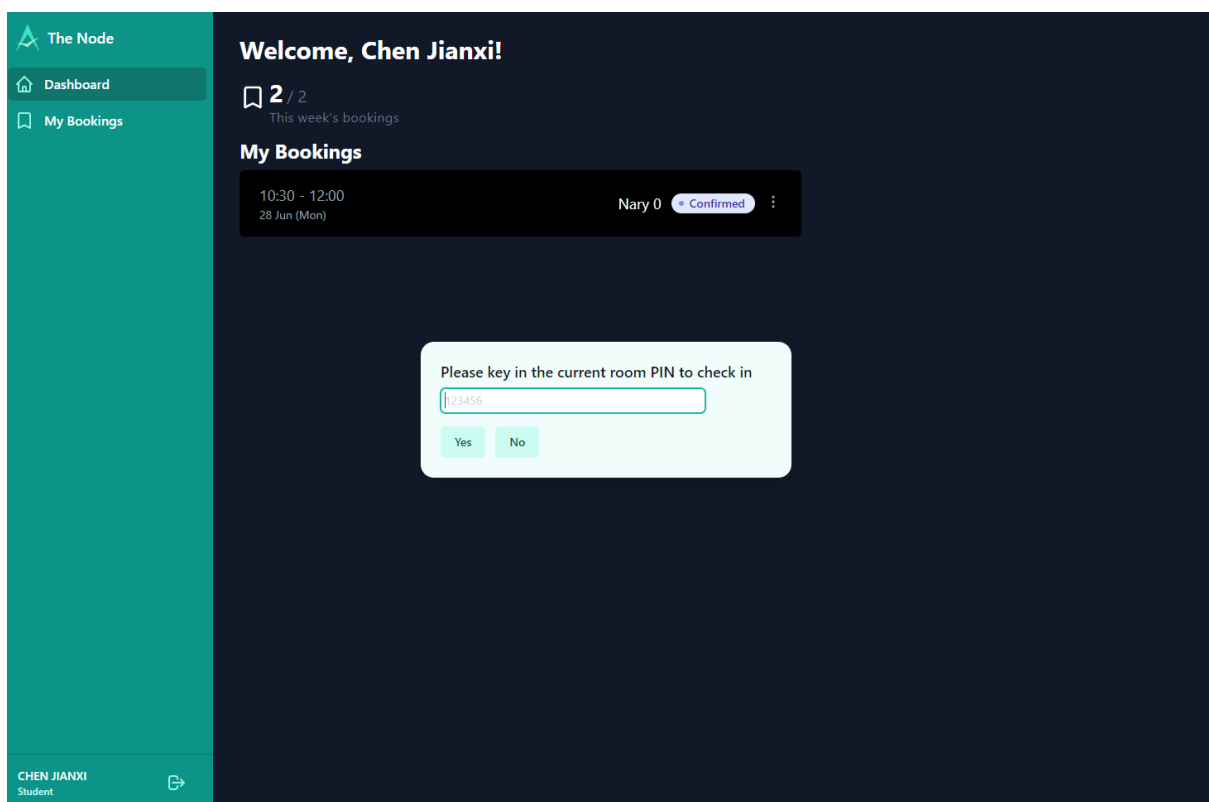 The Node
Dashboard
My Bookings
Welcome, Chen Jianxi!
2 / 2
This week's bookings
My Bookings
10:30 - 12:00
28 Jun (Mon)
Nary 0 Confirmed
Please key in the current room PIN to check in
123456
Yes No
CHEN JIANXI
Student